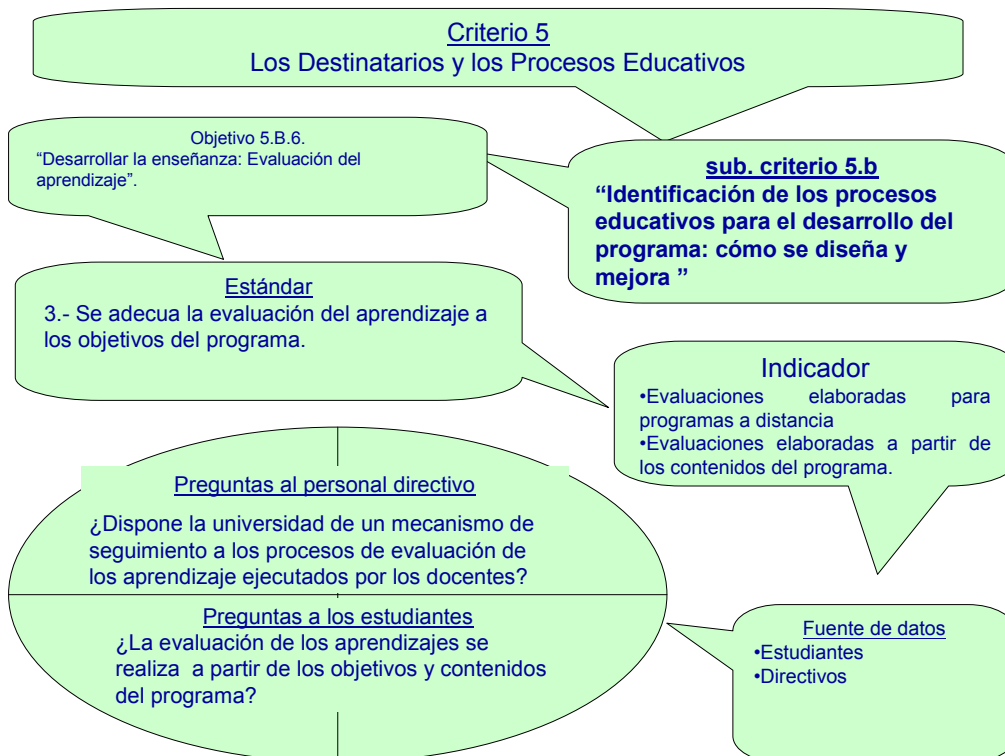 Criterio 5
Los Destinatarios y los Procesos Educativos
Objetivo 5.B.6.
“Desarrollar la enseñanza: Evaluación del
aprendizaje”.
sub. criterio 5.b
“Identificación de los procesos
educativos para el desarrollo del
programa: cómo se diseña y
mejora ”
Estándar
3.- Se adecua la evaluación del aprendizaje a
los objetivos del programa.
Indicador
•Evaluaciones elaboradas para
programas a distancia
•Evaluaciones elaboradas a partir de
los contenidos del programa.
Preguntas al personal directivo
¿Dispone la universidad de un mecanismo de
seguimiento a los procesos de evaluación de
los aprendizaje ejecutados por los docentes?
Preguntas a los estudiantes
¿La evaluación de los aprendizajes se
realiza a partir de los objetivos y contenidos
del programa?
Fuente de datos
•Estudiantes
•Directivos